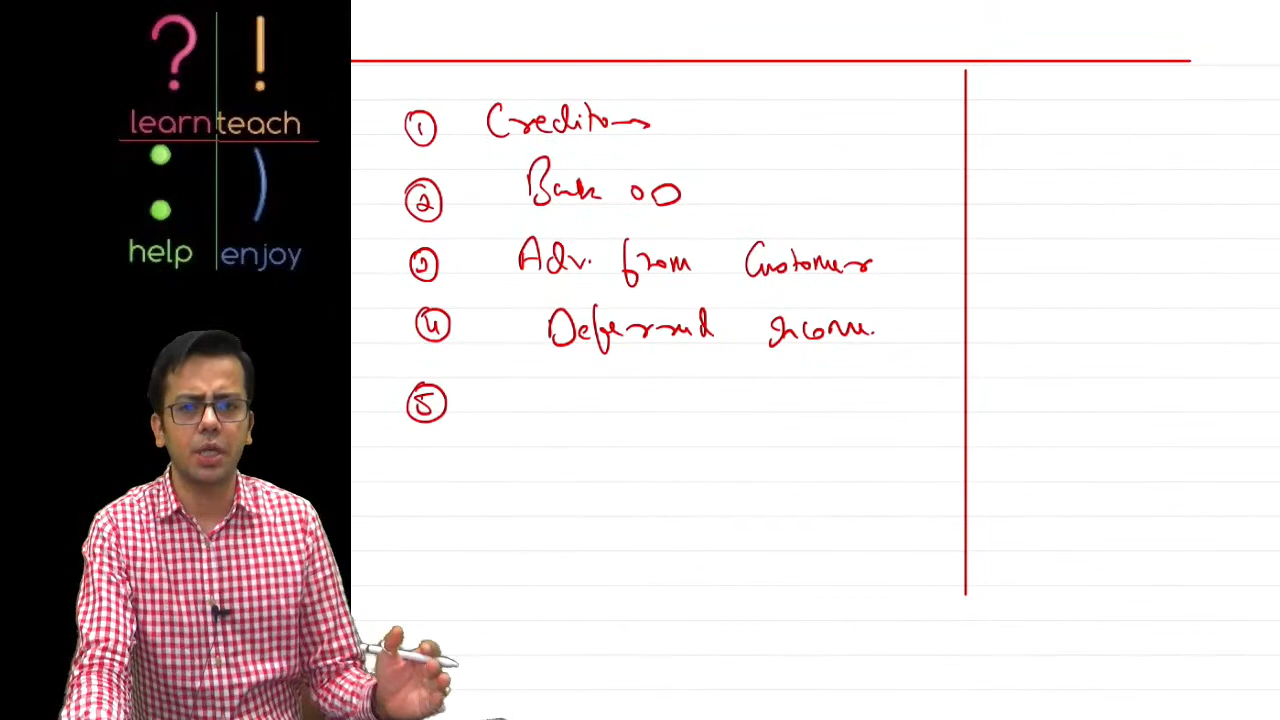 ? !
learn teach
: )
help enjoy
① Creditors
② Bank OD
③ Adv. from Customer
④ Deferred income.
⑤